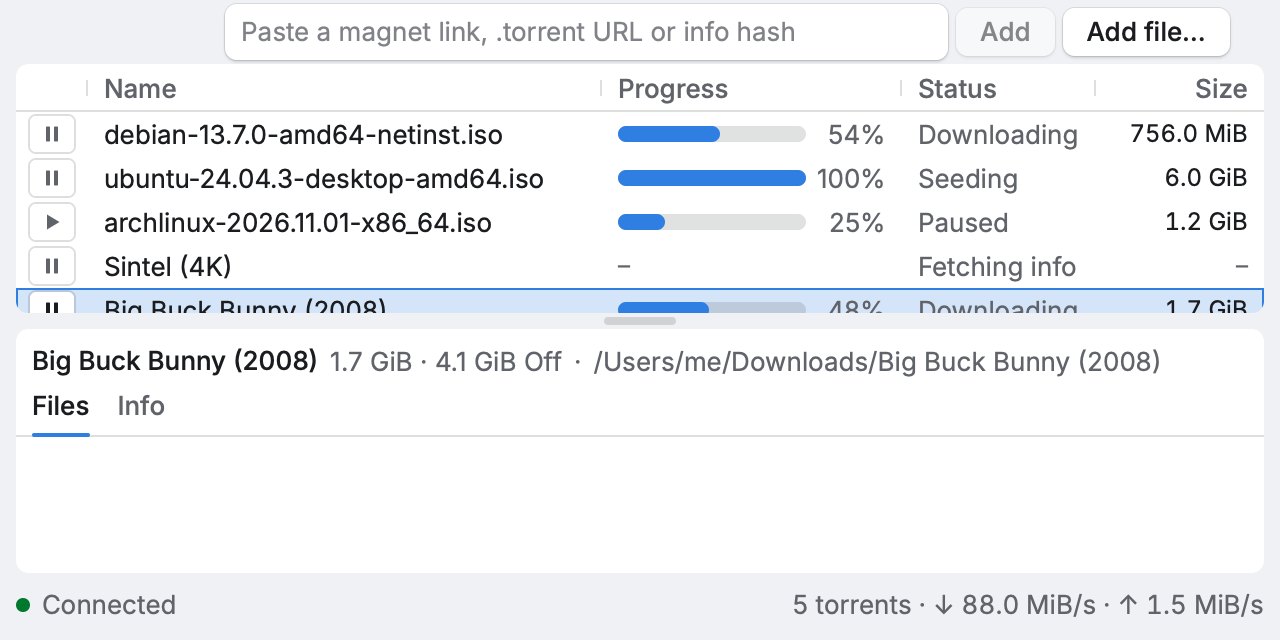 Paste a magnet link, .torrent URL or info hash Add Add file...
Name Progress Status Size
debian-13.7.0-amd64-netinst.iso 54% Downloading 756.0 MiB
ubuntu-24.04.3-desktop-amd64.iso 100% Seeding 6.0 GiB
archlinux-2026.11.01-x86_64.iso 25% Paused 1.2 GiB
Sintel (4K) – Fetching info –
Big Buck Bunny (2008) 48% Downloading 1.7 GiB
Big Buck Bunny (2008) 1.7 GiB · 4.1 GiB Off · /Users/me/Downloads/Big Buck Bunny (2008)
Files Info
Connected 5 torrents · ↓ 88.0 MiB/s · ↑ 1.5 MiB/s